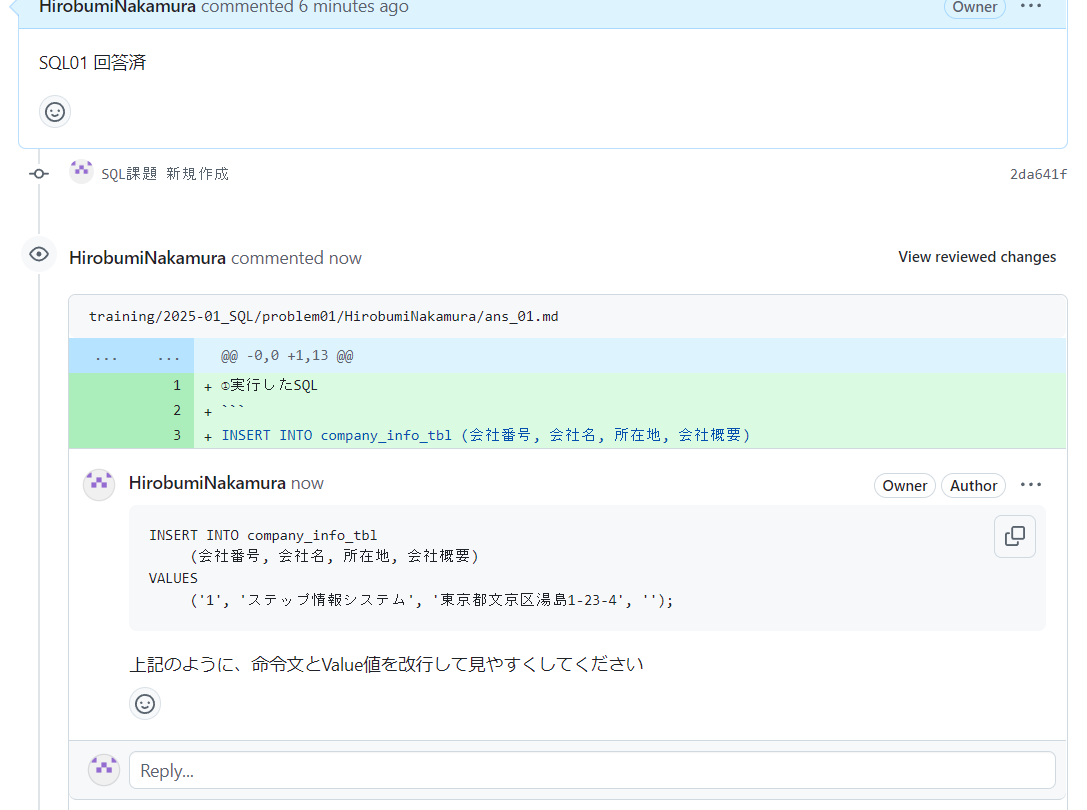 HirobumiNakamura commented 6 minutes ago
Owner
SQL01 回答済
SQL課題 新規作成
2da641f
HirobumiNakamura commented now
View reviewed changes
training/2025-01_SQL/problem01/HirobumiNakamura/ans_01.md
... ... @@ -0,0 +1,13 @@
1 + ①実行したSQL
2 + ```
3 + INSERT INTO company_info_tbl (会社番号, 会社名, 所在地, 会社概要)
HirobumiNakamura now
Owner Author
INSERT INTO company_info_tbl
(会社番号, 会社名, 所在地, 会社概要)
VALUES
('1', 'ステップ情報システム', '東京都文京区湯島1-23-4', '');
上記のように、命令文とValue値を改行して見やすくしてください
Reply...